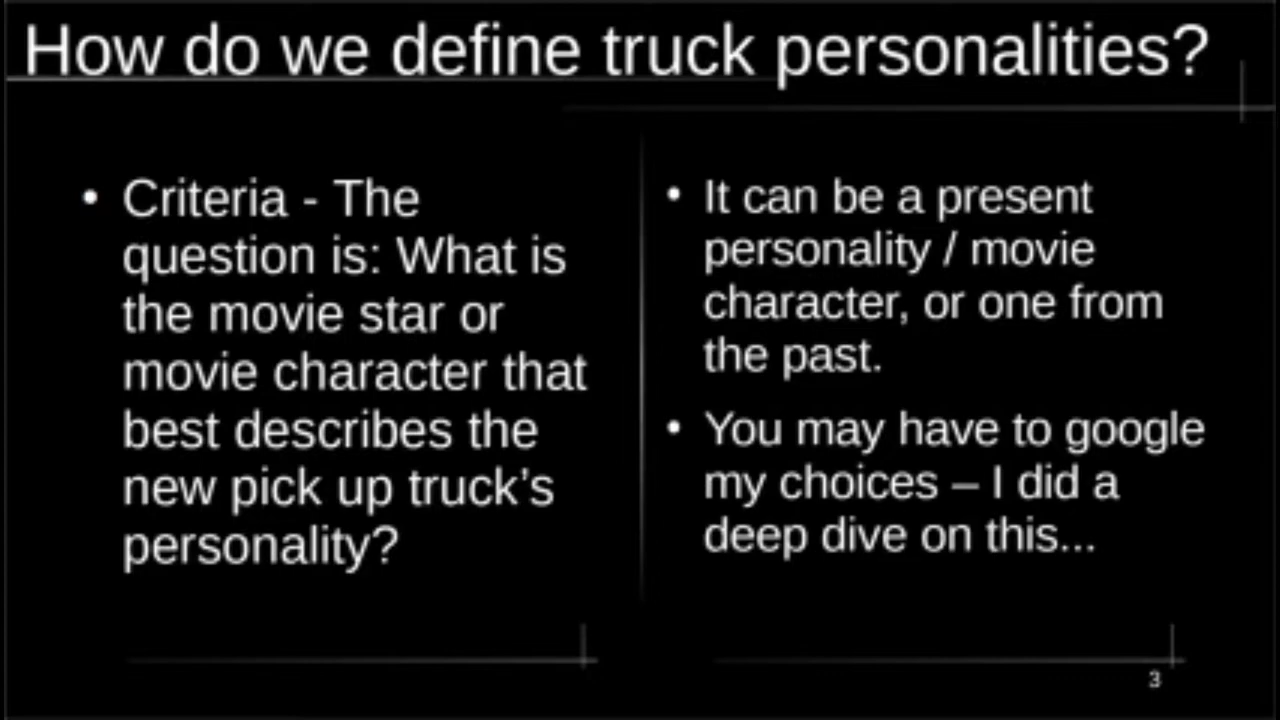 How do we define truck personalities?
• Criteria - The
question is: What is
the movie star or
movie character that
best describes the
new pick up truck’s
personality?
• It can be a present
personality / movie
character, or one from
the past.
• You may have to google
my choices – I did a
deep dive on this...
3